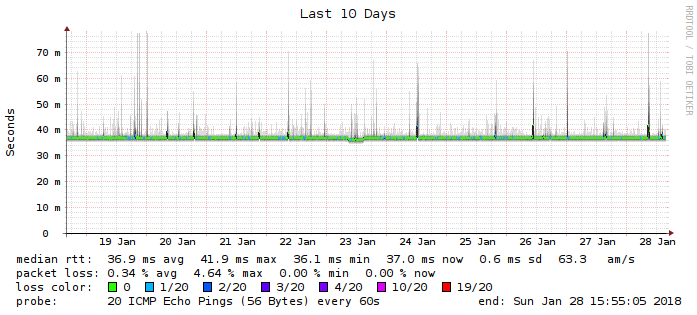 Last 10 Days
RRDTOOL / TOBI OETIKER
Seconds
70 m
60 m
50 m
40 m
30 m
20 m
10 m
0
19 Jan 20 Jan 21 Jan 22 Jan 23 Jan 24 Jan 25 Jan 26 Jan 27 Jan 28 Jan
median rtt: 36.9 ms avg 41.9 ms max 36.1 ms min 37.0 ms now 0.6 ms sd 63.3 am/s
packet loss: 0.34 % avg 4.64 % max 0.00 % min 0.00 % now
loss color: 0 1/20 2/20 3/20 4/20 10/20 19/20
probe: 20 ICMP Echo Pings (56 Bytes) every 60s end: Sun Jan 28 15:55:05 2018